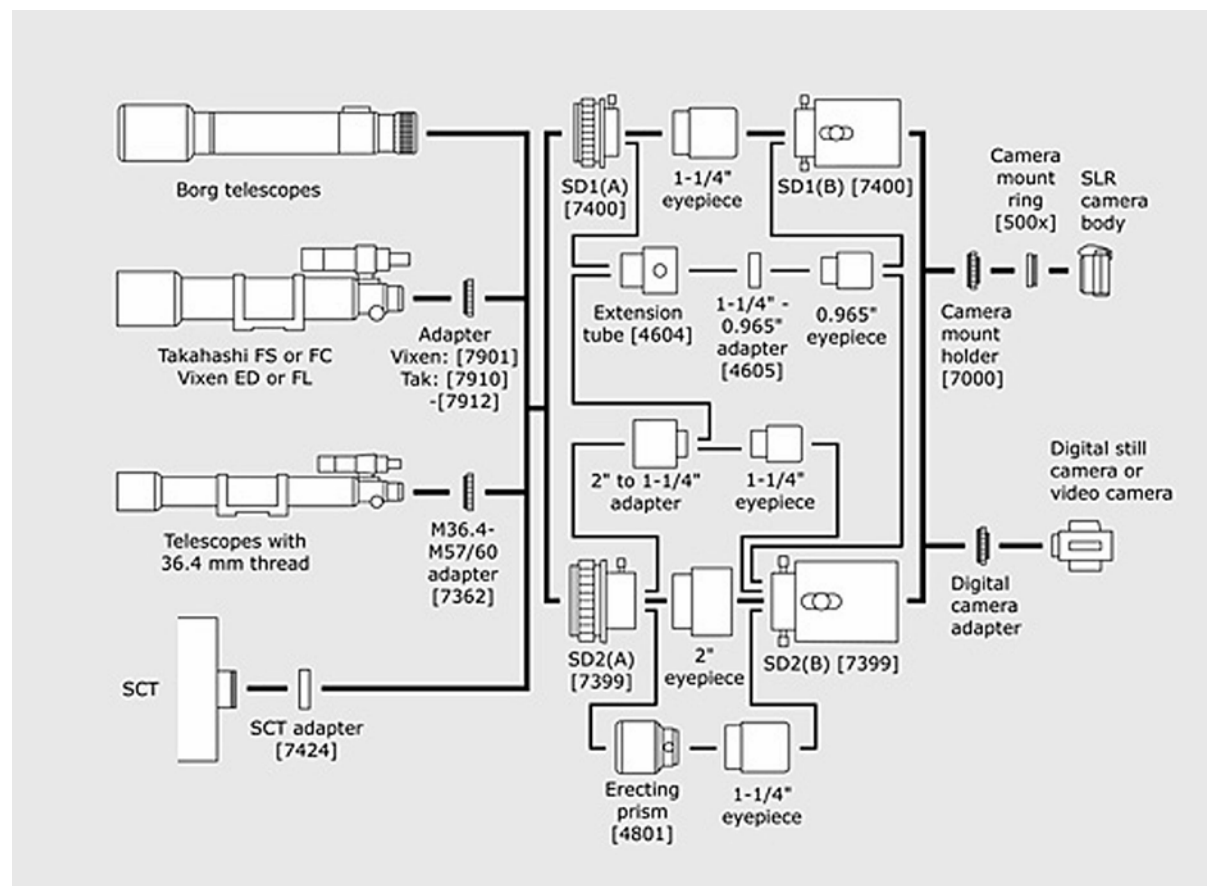 Borg telescopes
SD1(A)
[7400]
1-1/4"
eyepiece
SD1(B) [7400]
Camera
mount
ring
[500x]
SLR
camera
body
Takahashi FS or FC
Vixen ED or FL
Adapter
Vixen: [7901]
Tak: [7910]
-[7912]
Extension
tube [4604]
1-1/4" -
0.965"
adapter
[4605]
0.965"
eyepiece
Camera
mount
holder
[7000]
2" to 1-1/4"
adapter
1-1/4"
eyepiece
Digital still
camera or
video camera
Telescopes with
36.4 mm thread
M36.4-
M57/60
adapter
[7362]
SD2(A)
[7399]
2"
eyepiece
SD2(B) [7399]
Digital
camera
adapter
SCT
SCT adapter
[7424]
Erecting
prism
[4801]
1-1/4"
eyepiece